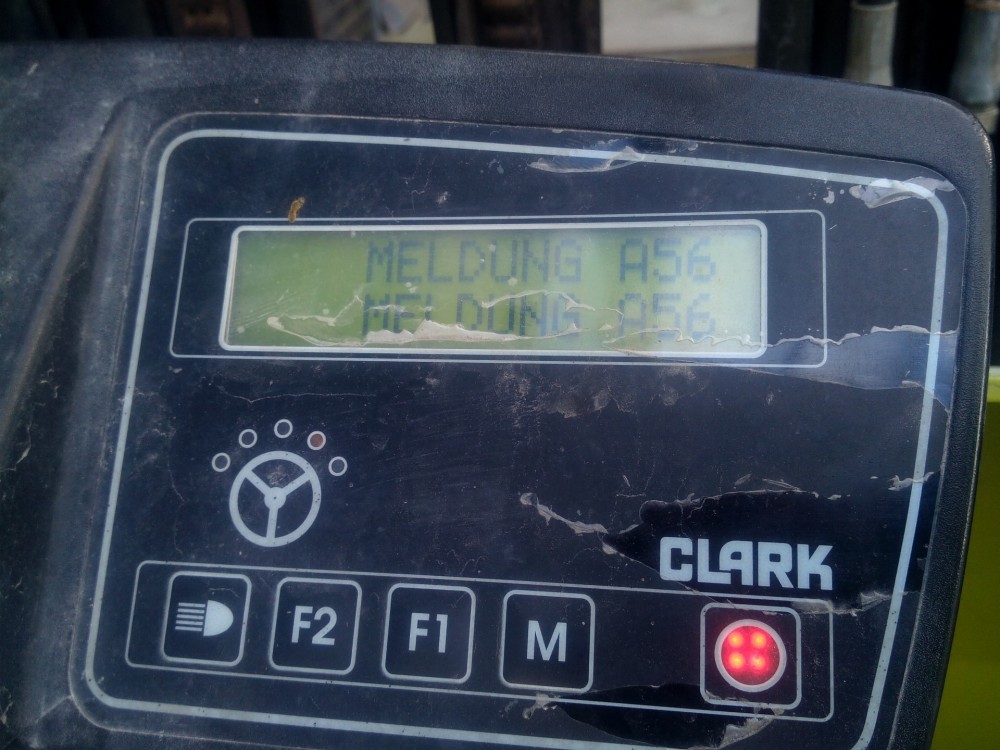 MELDUNG A56
MELDUNG A56
CLARK
F2 F1 M